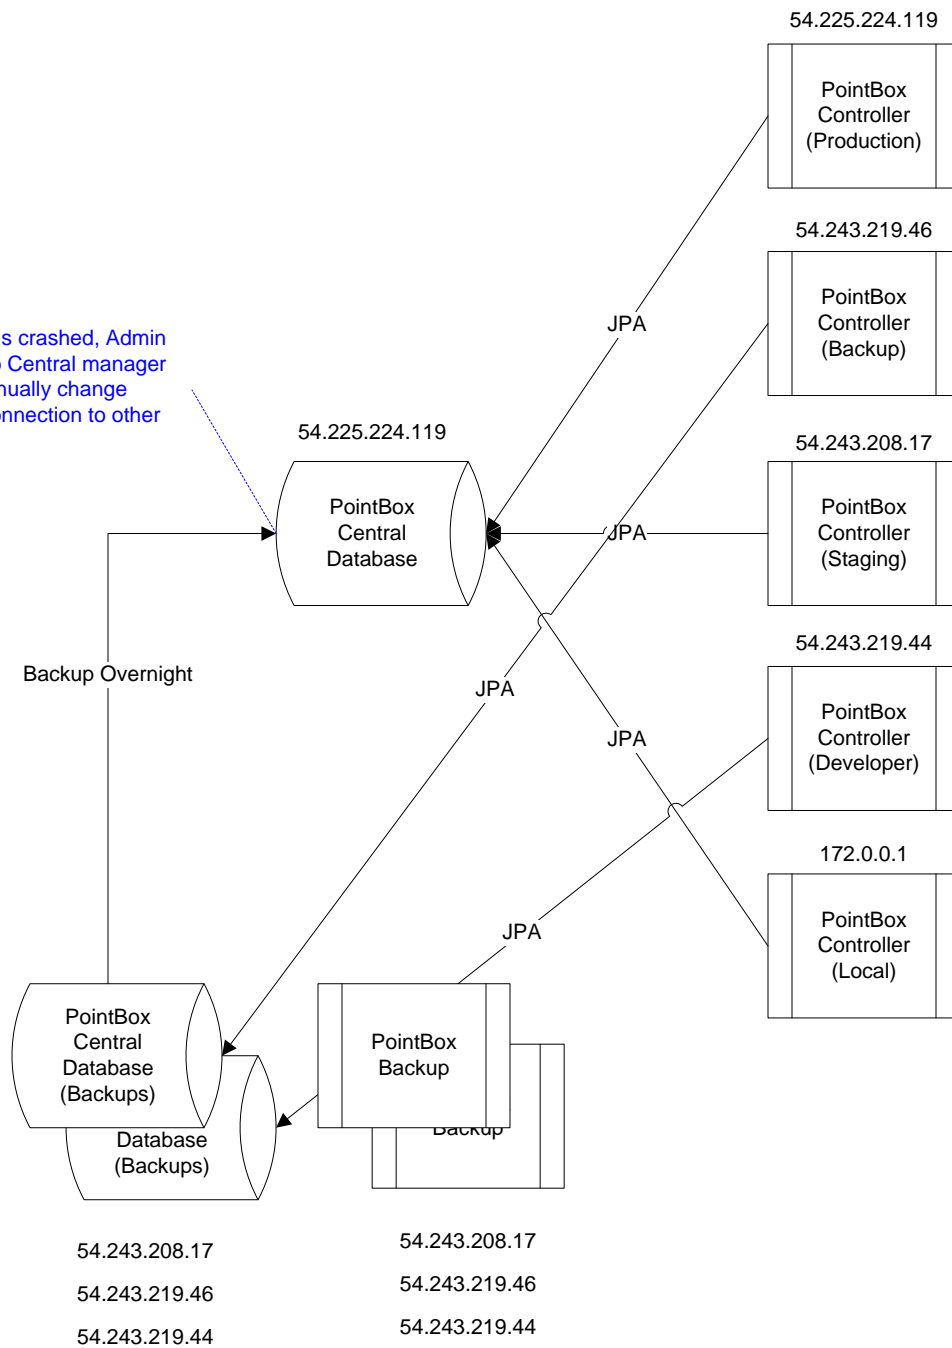 54.225.224.119
PointBox
Controller
(Production)
54.243.219.46
PointBox
Controller
(Backup)
JPA
s crashed, Admin
Central manager
nually change
nnection to other
54.225.224.119
PointBox
Central
Database
54.243.208.17
PointBox
Controller
(Staging)
JPA
54.243.219.44
PointBox
Controller
(Developer)
Backup Overnight
JPA
JPA
172.0.0.1
PointBox
Controller
(Local)
JPA
PointBox
Central
Database
(Backups)
PointBox
Backup
Database
(Backups)
Backup
54.243.208.17
54.243.219.46
54.243.219.44
54.243.208.17
54.243.219.46
54.243.219.44